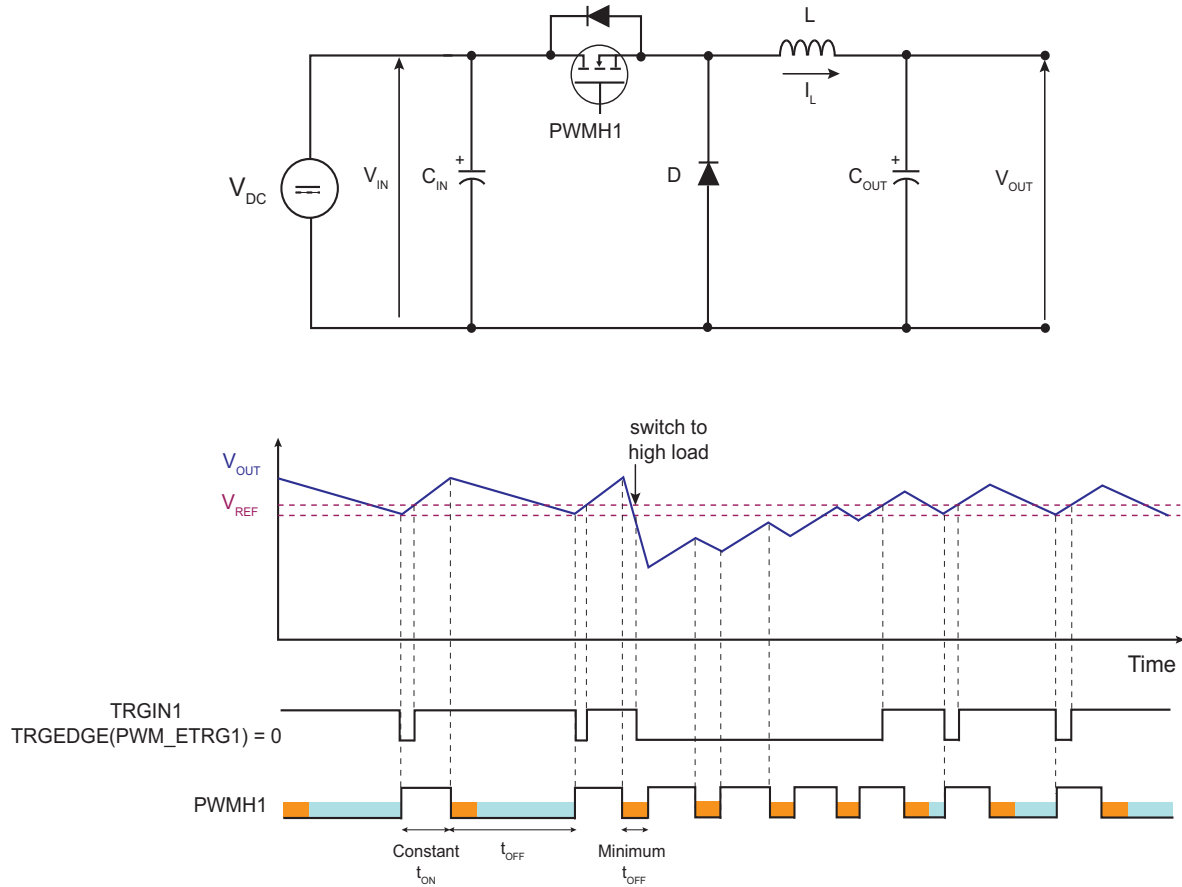 L
I_L
PWMH1
V_DC
V_IN
C_IN
+
D
C_OUT
+
V_OUT
switch to
high load
V_OUT
V_REF
Time
TRGIN1
TRGEDGE(PWM_ETRG1) = 0
PWMH1
Constant
t_ON
t_OFF
Minimum
t_OFF